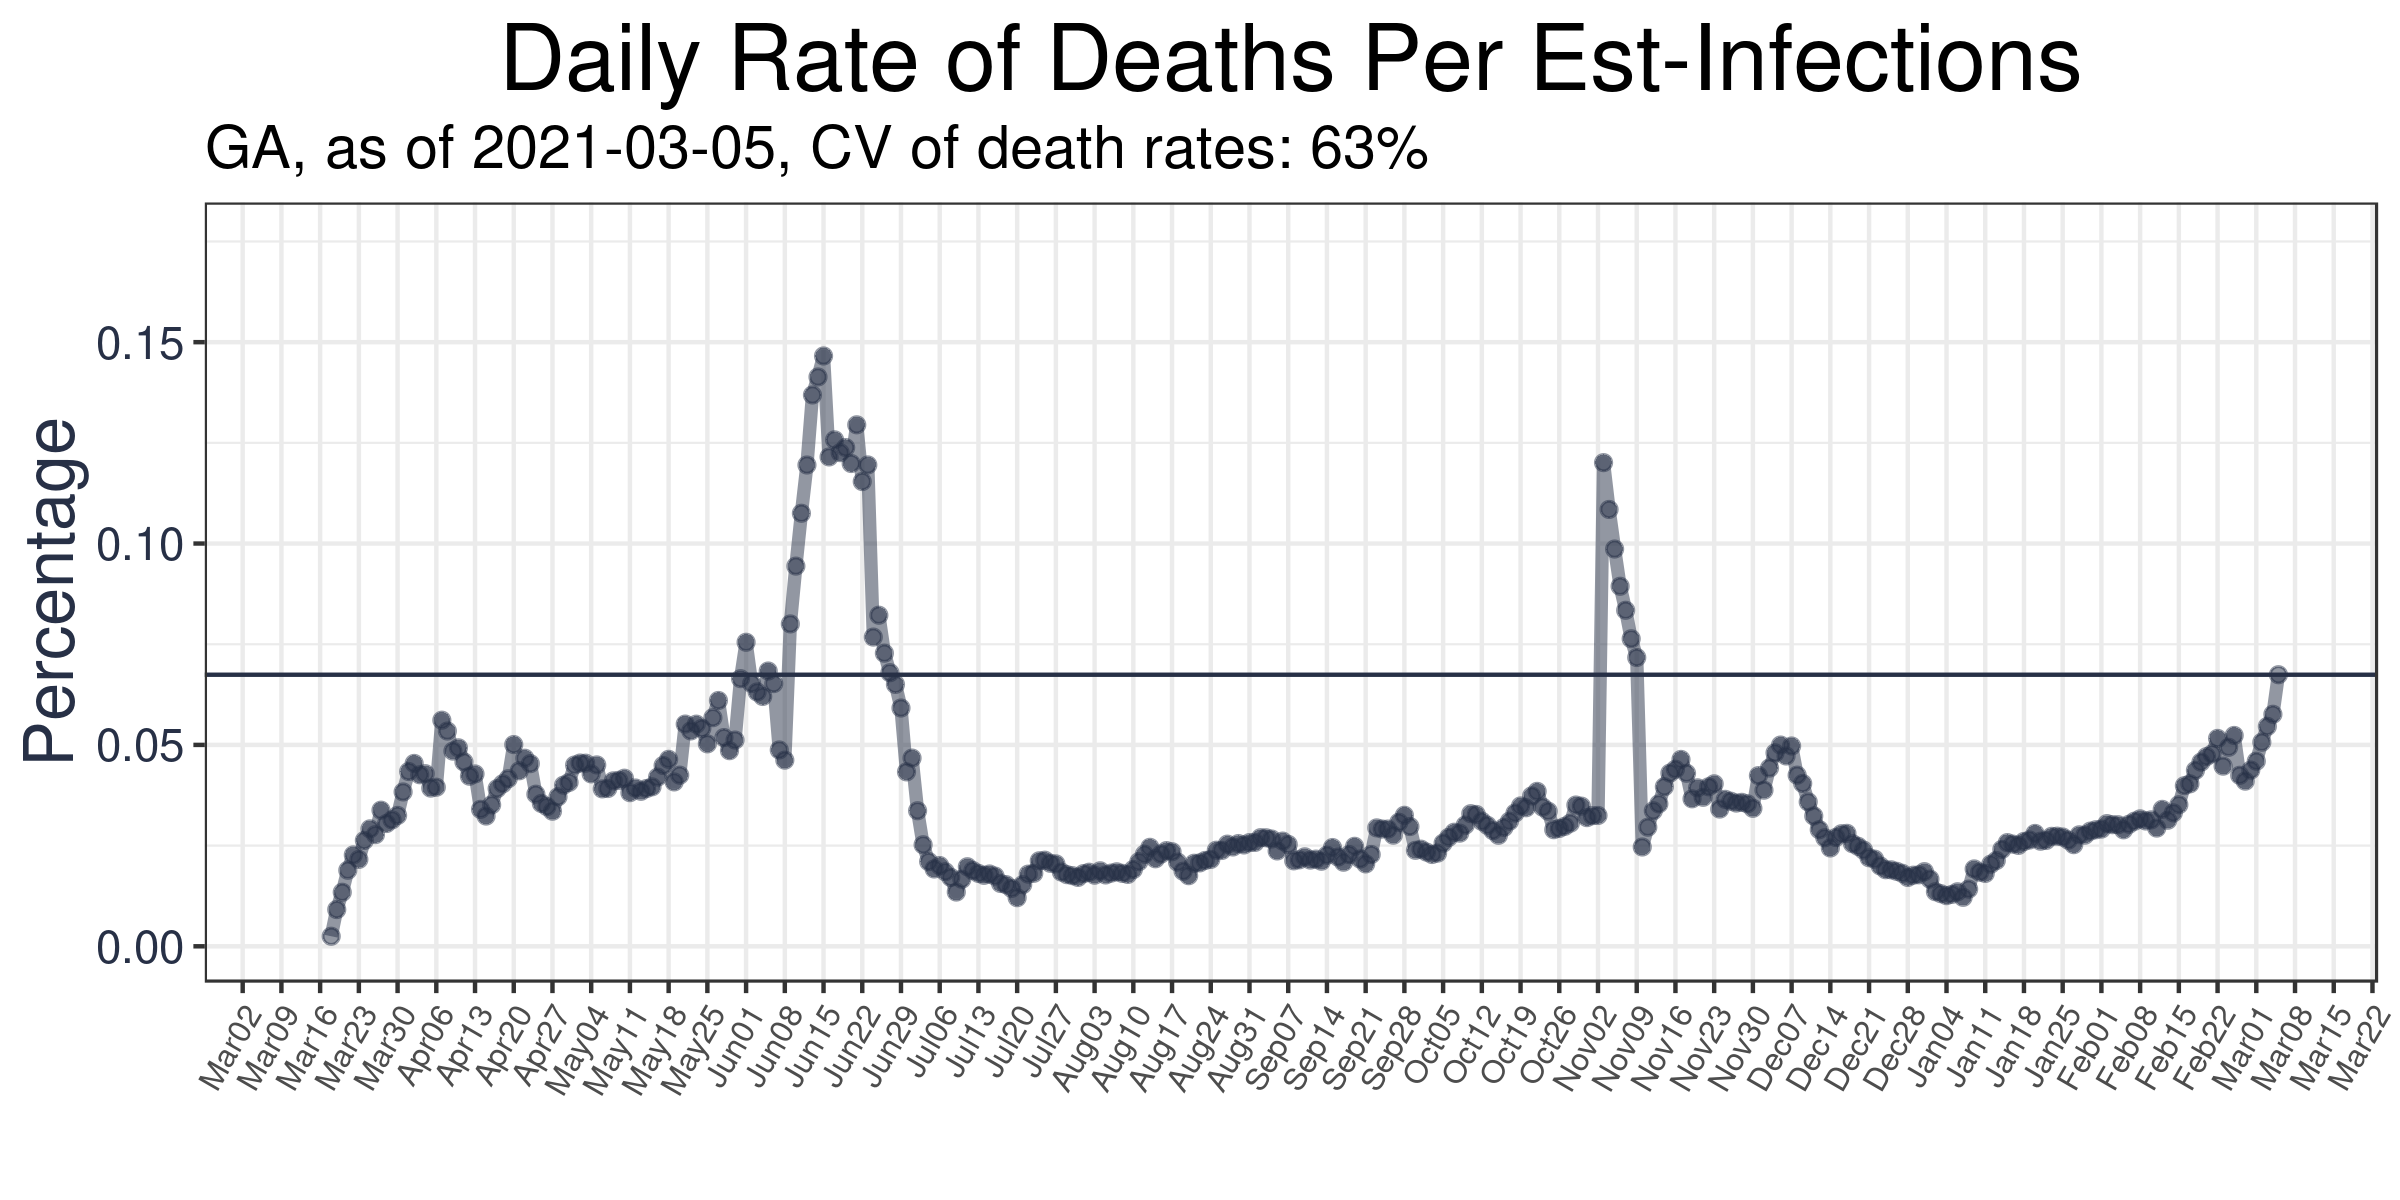 Daily Rate of Deaths Per Est-Infections
GA, as of 2021-03-05, CV of death rates: 63%
Percentage
0.15
0.10
0.05
0.00
Mar02
Mar09
Mar16
Mar23
Mar30
Apr06
Apr13
Apr20
Apr27
May04
May11
May18
May25
Jun01
Jun08
Jun15
Jun22
Jun29
Jul06
Jul13
Jul20
Jul27
Aug03
Aug10
Aug17
Aug24
Aug31
Sep07
Sep14
Sep21
Sep28
Oct05
Oct12
Oct19
Oct26
Nov02
Nov09
Nov16
Nov23
Nov30
Dec07
Dec14
Dec21
Dec28
Jan04
Jan11
Jan18
Jan25
Feb01
Feb08
Feb15
Feb22
Mar01
Mar08
Mar15
Mar22